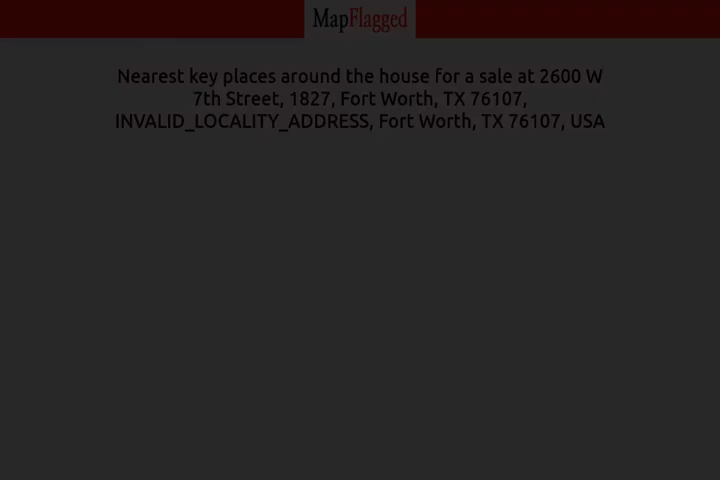 MapFlagged
Nearest key places around the house for a sale at 2600 W
7th Street, 1827, Fort Worth, TX 76107,
INVALID_LOCALITY_ADDRESS, Fort Worth, TX 76107, USA